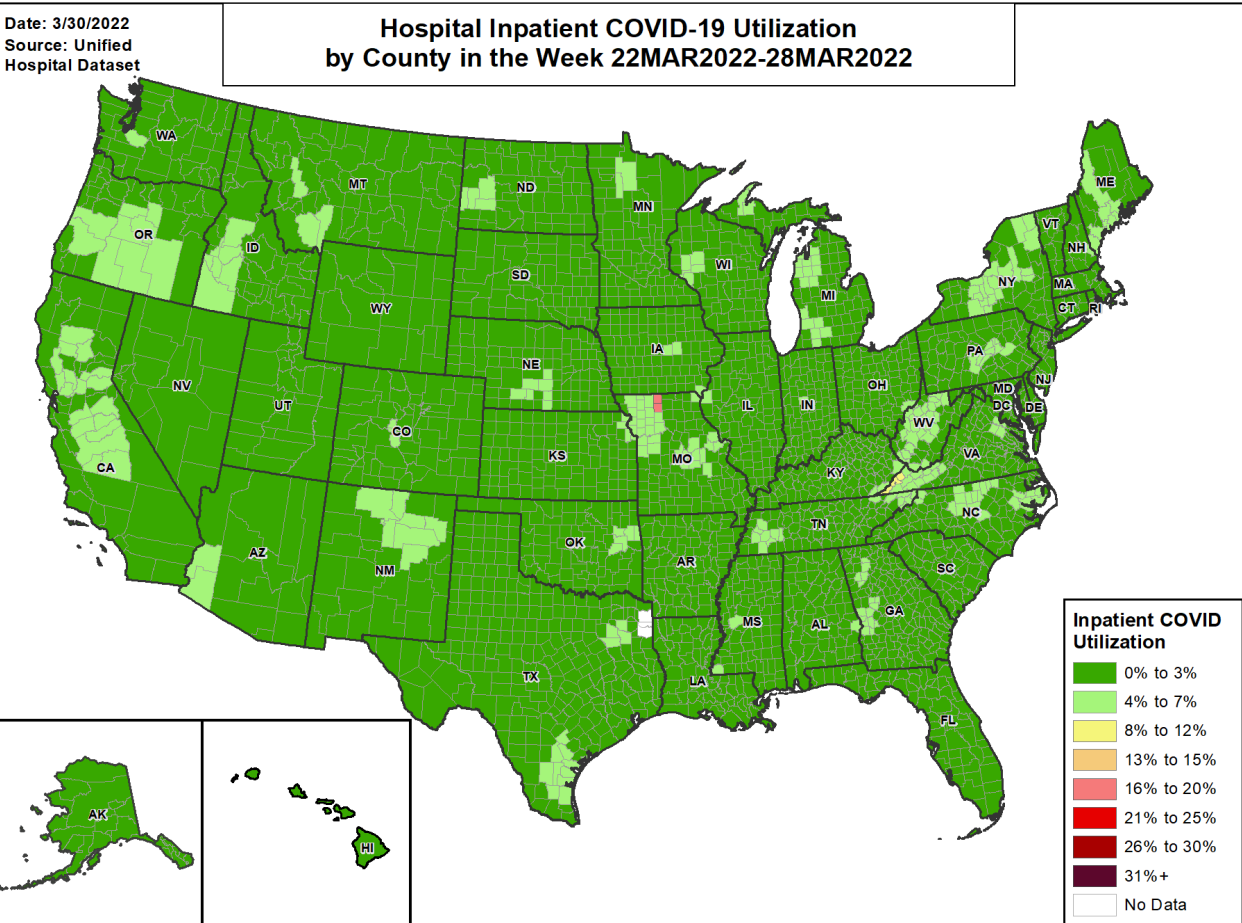 Date: 3/30/2022
Source: Unified
Hospital Dataset
Hospital Inpatient COVID-19 Utilization
by County in the Week 22MAR2022-28MAR2022
WA
MT
ND
MN
ME
OR
ID
SD
WI
MI
NY
VT
NH
MA
CT
RI
WY
IA
NE
PA
NJ
NV
UT
CO
IL
IN
OH
MD
DC
DE
WV
VA
CA
KS
MO
KY
AZ
NM
OK
AR
TN
NC
SC
MS
AL
GA
TX
LA
FL
AK
HI
Inpatient COVID
Utilization
0% to 3%
4% to 7%
8% to 12%
13% to 15%
16% to 20%
21% to 25%
26% to 30%
31%+
No Data